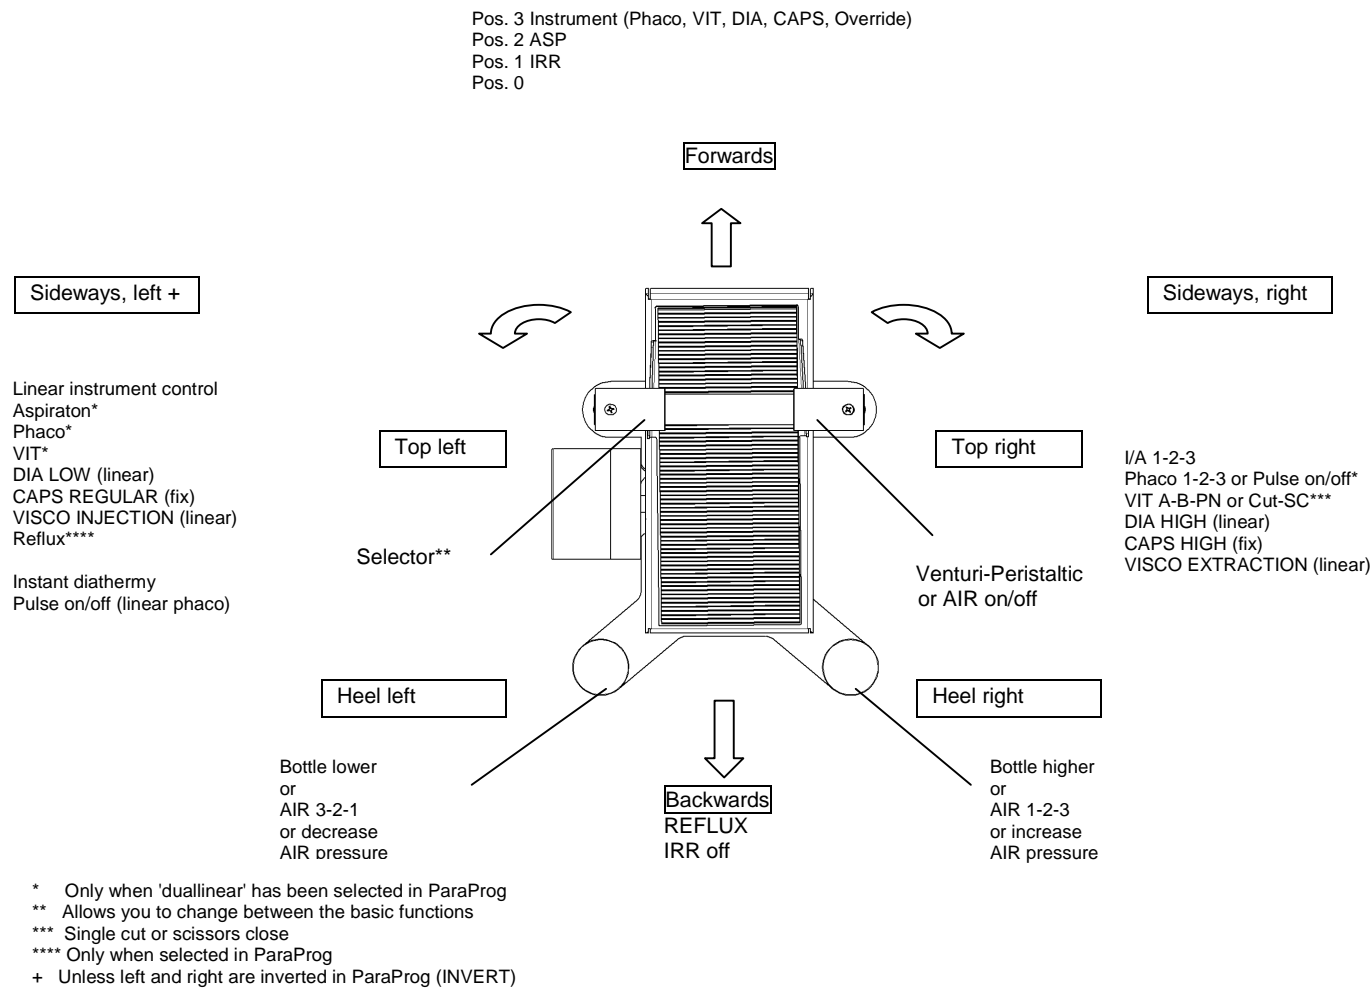 Pos. 3 Instrument (Phaco, VIT, DIA, CAPS, Override)
Pos. 2 ASP
Pos. 1 IRR
Pos. 0
Forwards
Sideways, left +
Sideways, right
Linear instrument control
Aspiraton*
Phaco*
VIT*
DIA LOW (linear)
CAPS REGULAR (fix)
VISCO INJECTION (linear)
Reflux****
Instant diathermy
Pulse on/off (linear phaco)
Top left
Top right
I/A 1-2-3
Phaco 1-2-3 or Pulse on/off*
VIT A-B-PN or Cut-SC***
DIA HIGH (linear)
CAPS HIGH (fix)
VISCO EXTRACTION (linear)
Selector**
Venturi-Peristaltic
or AIR on/off
Heel left
Heel right
Bottle lower
or
AIR 3-2-1
or decrease
AIR pressure
Backwards
REFLUX
IRR off
Bottle higher
or
AIR 1-2-3
or increase
AIR pressure
* Only when 'duallinear' has been selected in ParaProg
** Allows you to change between the basic functions
*** Single cut or scissors close
**** Only when selected in ParaProg
+ Unless left and right are inverted in ParaProg (INVERT)